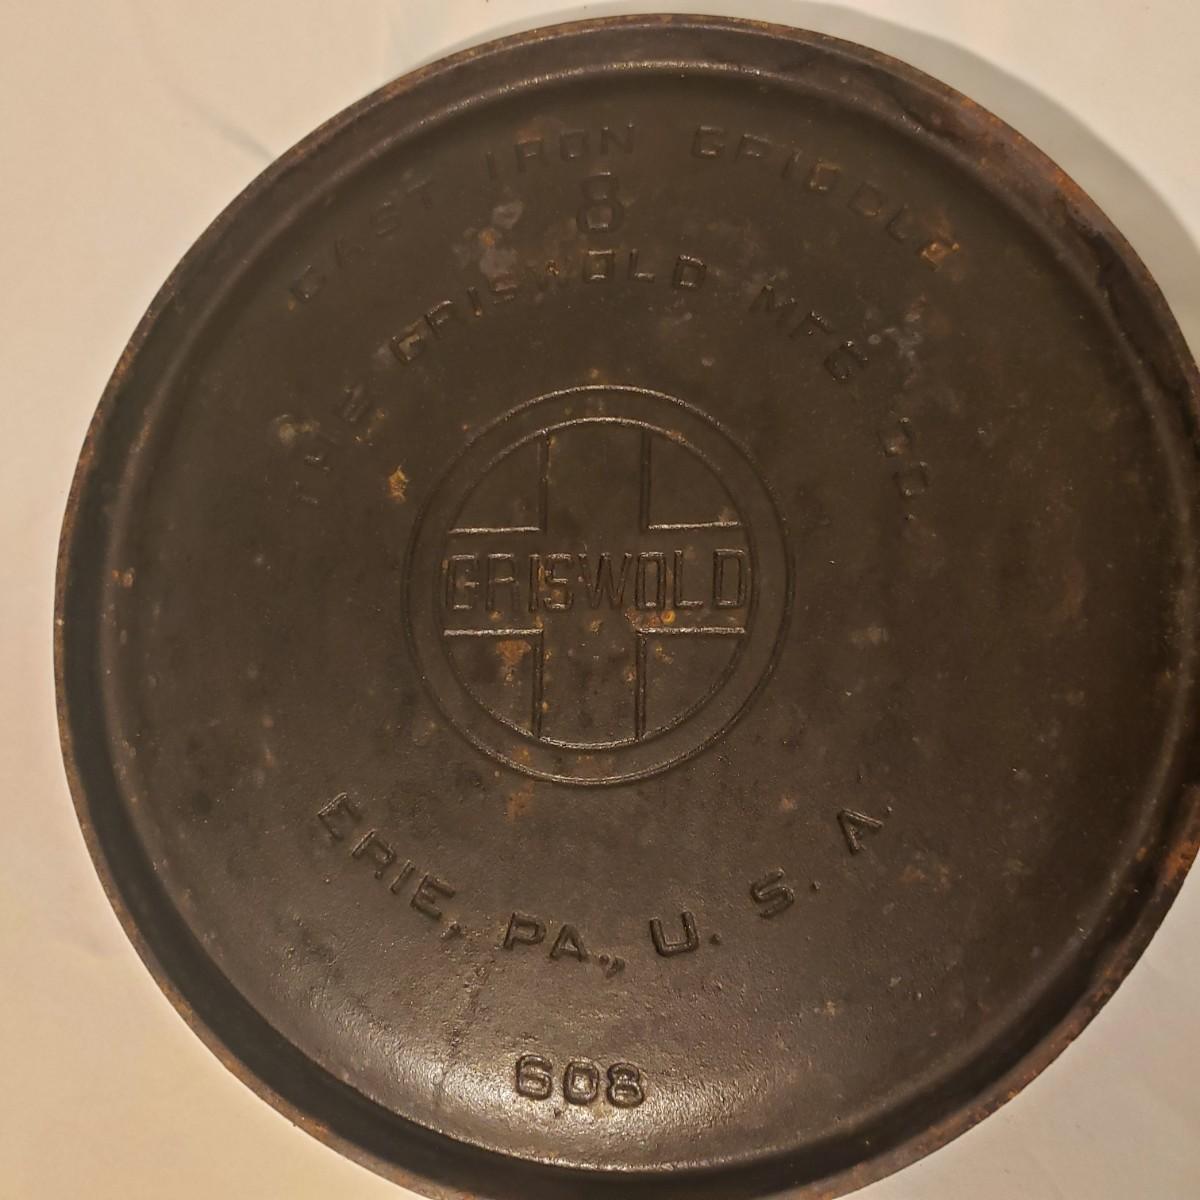 CAST IRON GRIDDLE
8
THE GRISWOLD MFG CO.
GRISWOLD
ERIE, PA., U. S. A.
608